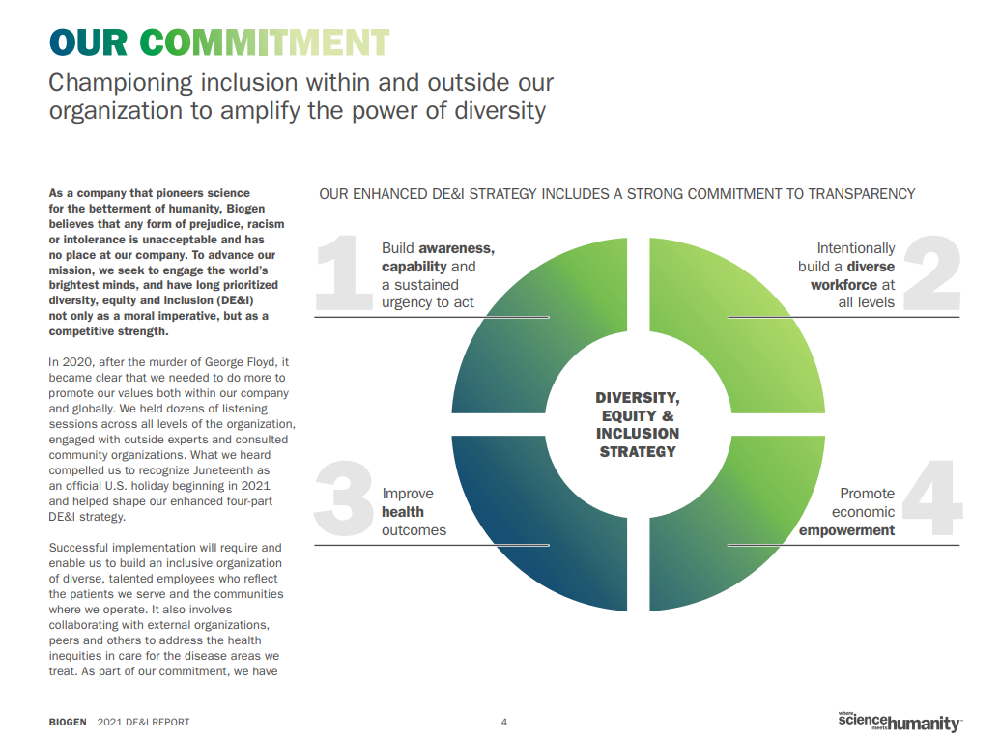 OUR COMMITMENT
Championing inclusion within and outside our
organization to amplify the power of diversity
As a company that pioneers science
for the betterment of humanity, Biogen
believes that any form of prejudice, racism
or intolerance is unacceptable and has
no place at our company. To advance our
mission, we seek to engage the world's
brightest minds, and have long prioritized
diversity, equity and inclusion (DE&I)
not only as a moral imperative, but as a
competitive strength.
In 2020, after the murder of George Floyd, it
became clear that we needed to do more to
promote our values both within our company
and globally. We held dozens of listening
sessions across all levels of the organization,
engaged with outside experts and consulted
community organizations. What we heard
compelled us to recognize Juneteenth as
an official U.S. holiday beginning in 2021
and helped shape our enhanced four-part
DE&I strategy.
Successful implementation will require and
enable us to build an inclusive organization
of diverse, talented employees who reflect
the patients we serve and the communities
where we operate. It also involves
collaborating with external organizations,
peers and others to address the health
inequities in care for the disease areas we
treat. As part of our commitment, we have
OUR ENHANCED DE&I STRATEGY INCLUDES A STRONG COMMITMENT TO TRANSPARENCY
1
Build awareness,
capability and
a sustained
urgency to act
2
Intentionally
build a diverse
workforce at
all levels
DIVERSITY,
EQUITY &
INCLUSION
STRATEGY
3
Improve
health
outcomes
4
Promote
economic
empowerment
BIOGEN 2021 DE&I REPORT
4
where
science
meets humanity™